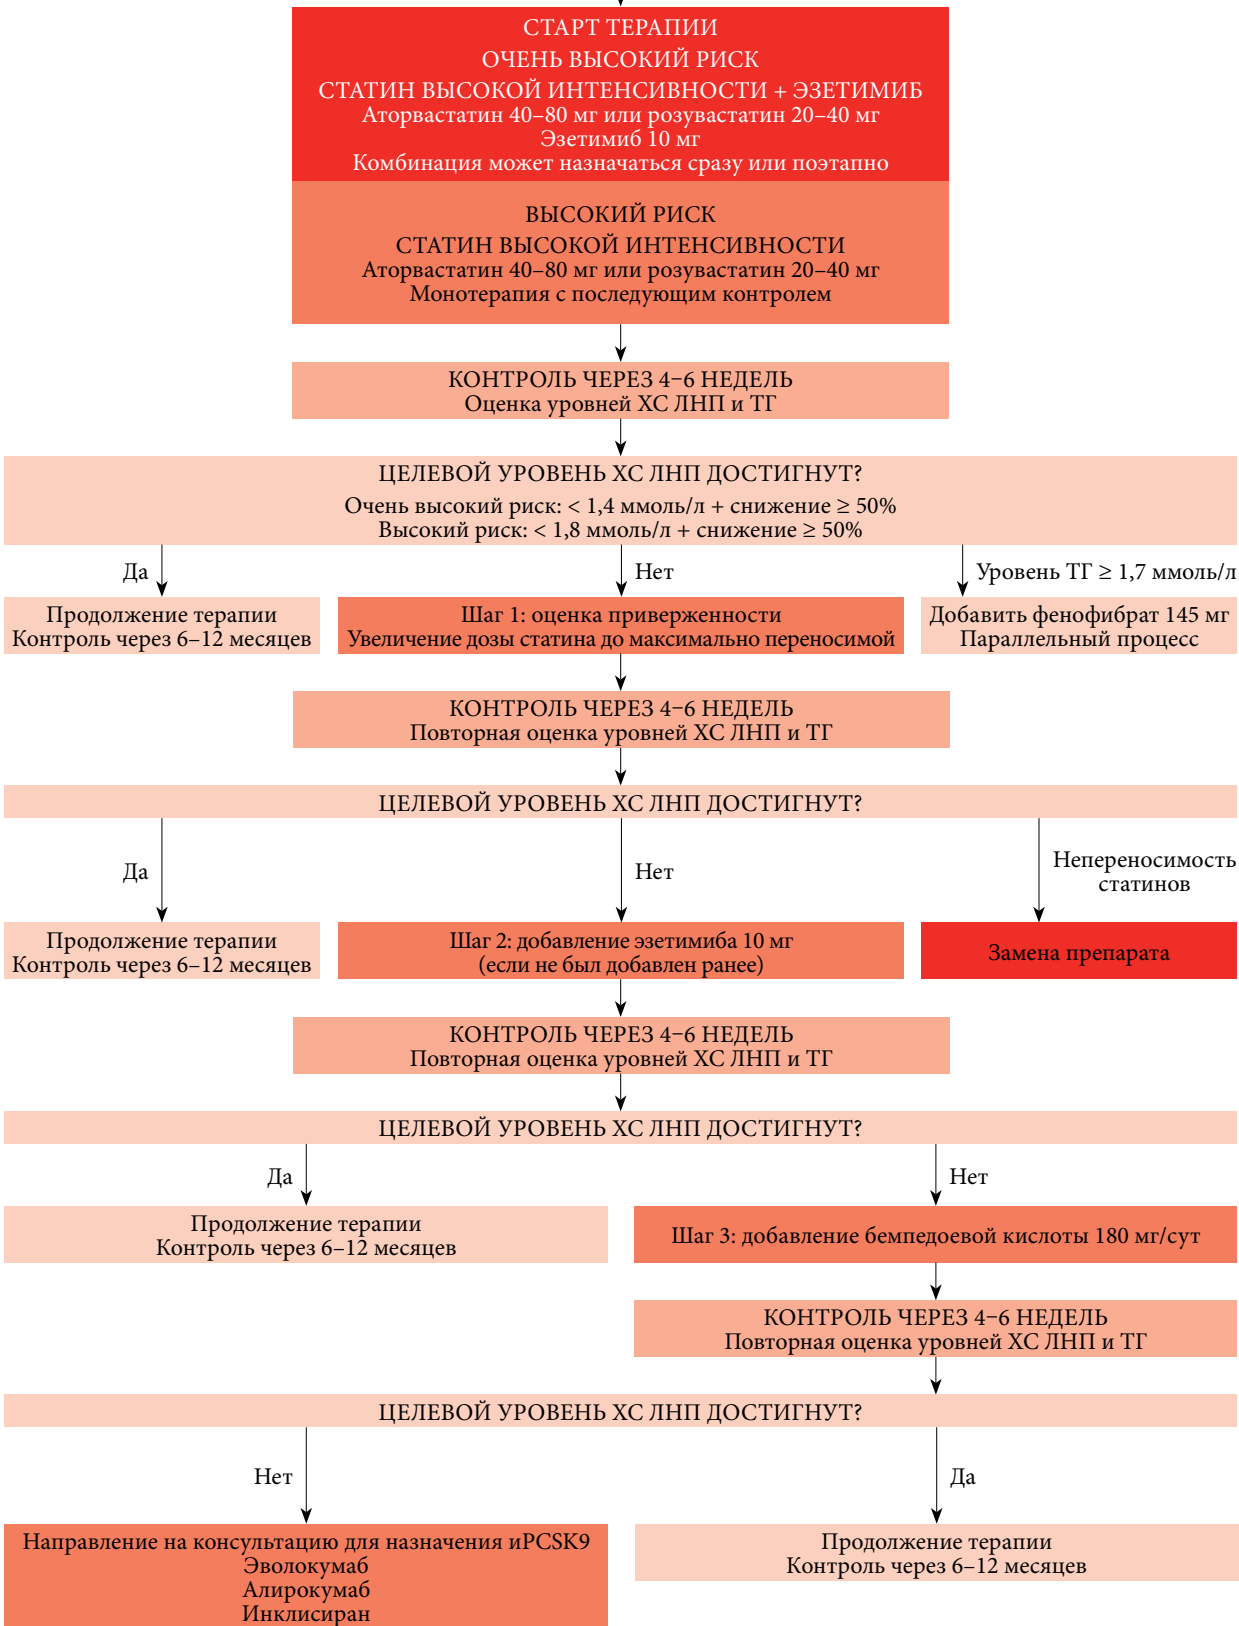 СТАРТ ТЕРАПИИ
ОЧЕНЬ ВЫСОКИЙ РИСК
СТАТИН ВЫСОКОЙ ИНТЕНСИВНОСТИ + ЭЗЕТИМИБ
Аторвастатин 40–80 мг или розувастатин 20–40 мг
Эзетимиб 10 мг
Комбинация может назначаться сразу или поэтапно
ВЫСОКИЙ РИСК
СТАТИН ВЫСОКОЙ ИНТЕНСИВНОСТИ
Аторвастатин 40–80 мг или розувастатин 20–40 мг
Монотерапия с последующим контролем
КОНТРОЛЬ ЧЕРЕЗ 4–6 НЕДЕЛЬ
Оценка уровней ХС ЛНП и ТГ
ЦЕЛЕВОЙ УРОВЕНЬ ХС ЛНП ДОСТИГНУТ?
Очень высокий риск: < 1,4 ммоль/л + снижение ≥ 50%
Высокий риск: < 1,8 ммоль/л + снижение ≥ 50%
Да
Нет
Уровень ТГ ≥ 1,7 ммоль/л
Продолжение терапии
Контроль через 6–12 месяцев
Шаг 1: оценка приверженности
Увеличение дозы статина до максимально переносимой
Добавить фенофибрат 145 мг
Параллельный процесс
КОНТРОЛЬ ЧЕРЕЗ 4–6 НЕДЕЛЬ
Повторная оценка уровней ХС ЛНП и ТГ
ЦЕЛЕВОЙ УРОВЕНЬ ХС ЛНП ДОСТИГНУТ?
Да
Нет
Непереносимость
статинов
Продолжение терапии
Контроль через 6–12 месяцев
Шаг 2: добавление эзетимиба 10 мг
(если не был добавлен ранее)
Замена препарата
КОНТРОЛЬ ЧЕРЕЗ 4–6 НЕДЕЛЬ
Повторная оценка уровней ХС ЛНП и ТГ
ЦЕЛЕВОЙ УРОВЕНЬ ХС ЛНП ДОСТИГНУТ?
Да
Нет
Продолжение терапии
Контроль через 6–12 месяцев
Шаг 3: добавление бемпедоевой кислоты 180 мг/сут
КОНТРОЛЬ ЧЕРЕЗ 4–6 НЕДЕЛЬ
Повторная оценка уровней ХС ЛНП и ТГ
ЦЕЛЕВОЙ УРОВЕНЬ ХС ЛНП ДОСТИГНУТ?
Нет
Да
Направление на консультацию для назначения иPCSK9
Эволокумаб
Алирокумаб
Инклисиран
Продолжение терапии
Контроль через 6–12 месяцев